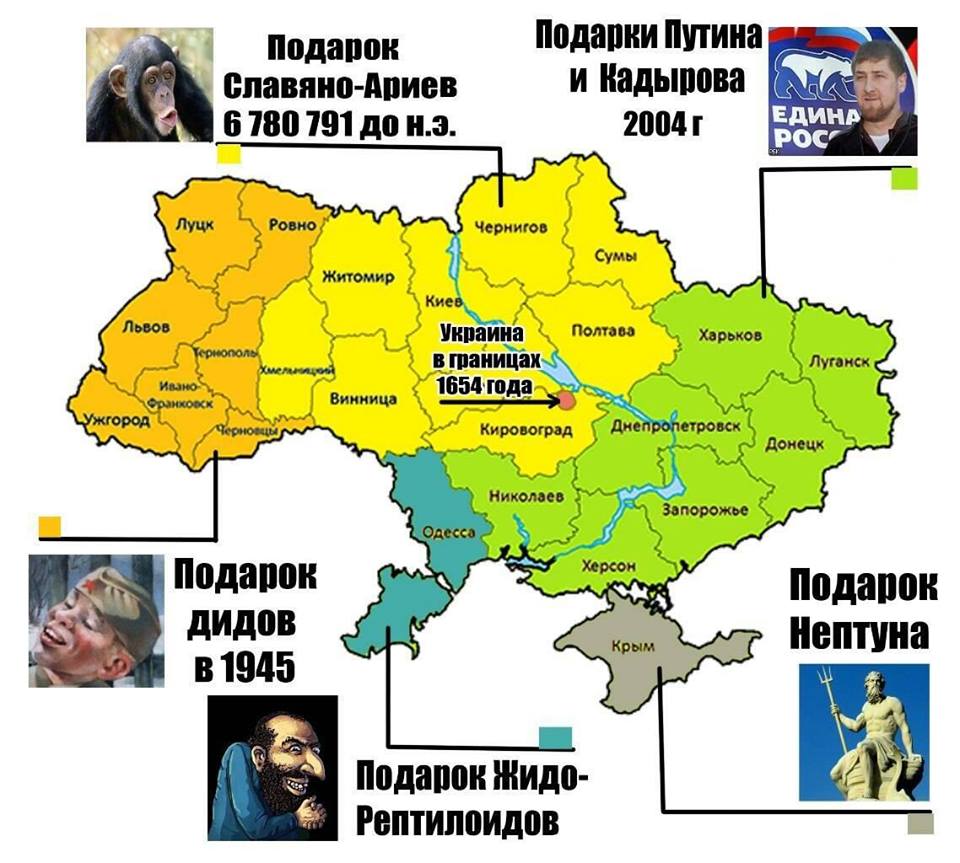 Подарок
Славяно-Ариев
6 780 791 до н.э.
Подарки Путина
и Кадырова
2004 г
ЕДИНА
РОС
Луцк
Ровно
Житомир
Киев
Чернигов
Сумы
Львов
Тернополь
Хмельницкий
Ивано-
Франковск
Ужгород
Черновцы
Винница
Украина
в границах
1654 года
Полтава
Харьков
Луганск
Кировоград
Днепропетровск
Донецк
Николаев
Запорожье
Одесса
Херсон
Крым
Подарок
дидов
в 1945
Подарок
Нептуна
Подарок Жидо-
Рептилоидов